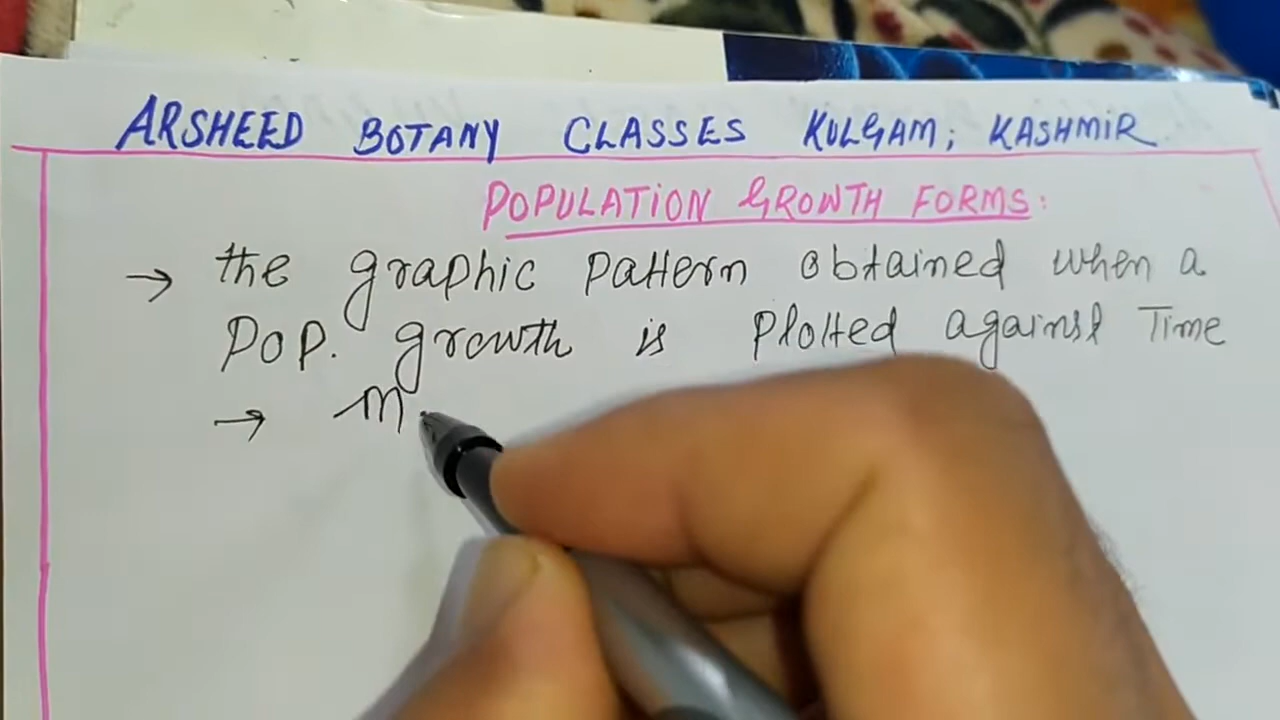 ARSHEED BOTANY CLASSES KULGAM; KASHMIR
POPULATION GROWTH FORMS:
→ the graphic pattern obtained when a
Pop. growth is Plotted against Time
→ m